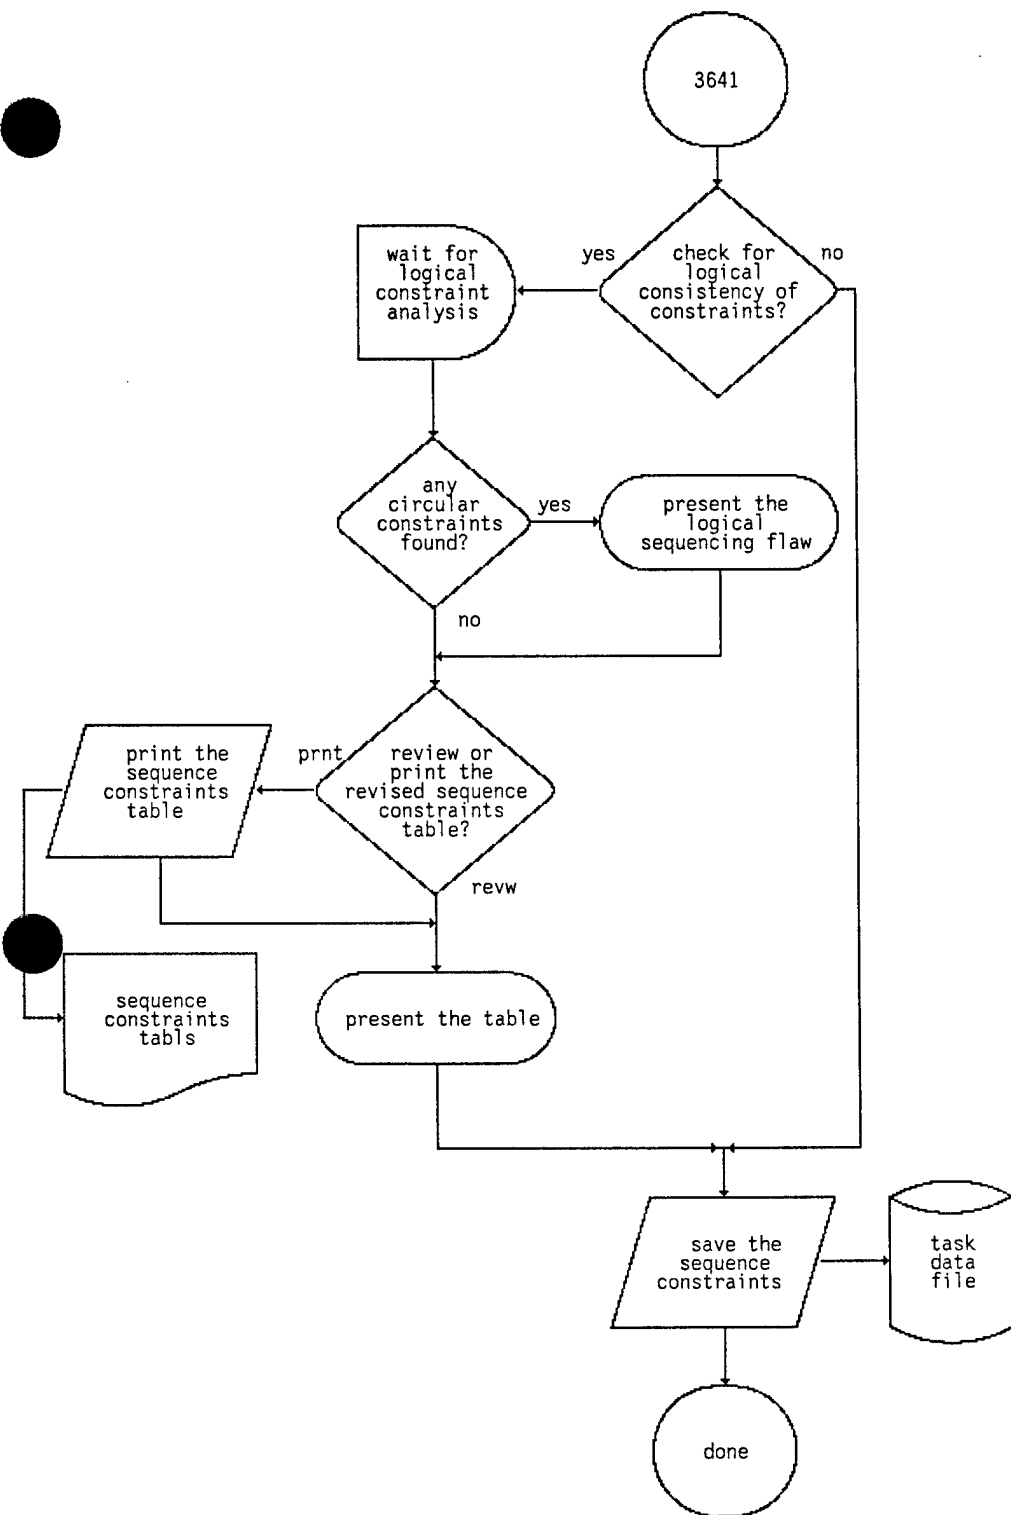 3641
check for
logical
consistency of
constraints?
yes
no
wait for
logical
constraint
analysis
any
circular
constraints
found?
yes
no
present the
logical
sequencing flaw
review or
print the
revised sequence
constraints
table?
prnt
revw
print the
sequence
constraints
table
sequence
constraints
tabls
present the table
save the
sequence
constraints
task
data
file
done